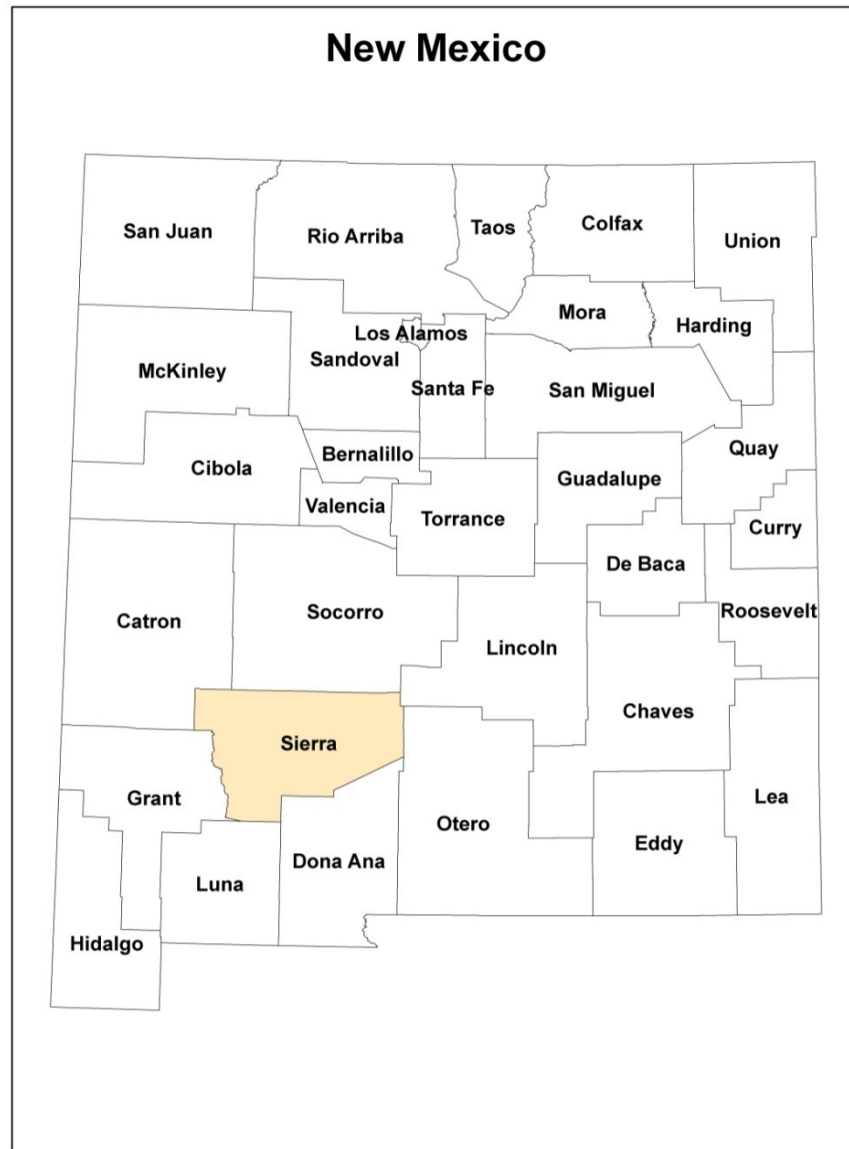 New Mexico
San Juan
Rio Arriba
Taos
Colfax
Union
Mora
Harding
Los Alamos
Sandoval
McKinley
Santa Fe
San Miguel
Quay
Bernalillo
Cibola
Guadalupe
Valencia
Torrance
Curry
De Baca
Roosevelt
Catron
Socorro
Lincoln
Chaves
Sierra
Grant
Lea
Otero
Eddy
Dona Ana
Luna
Hidalgo